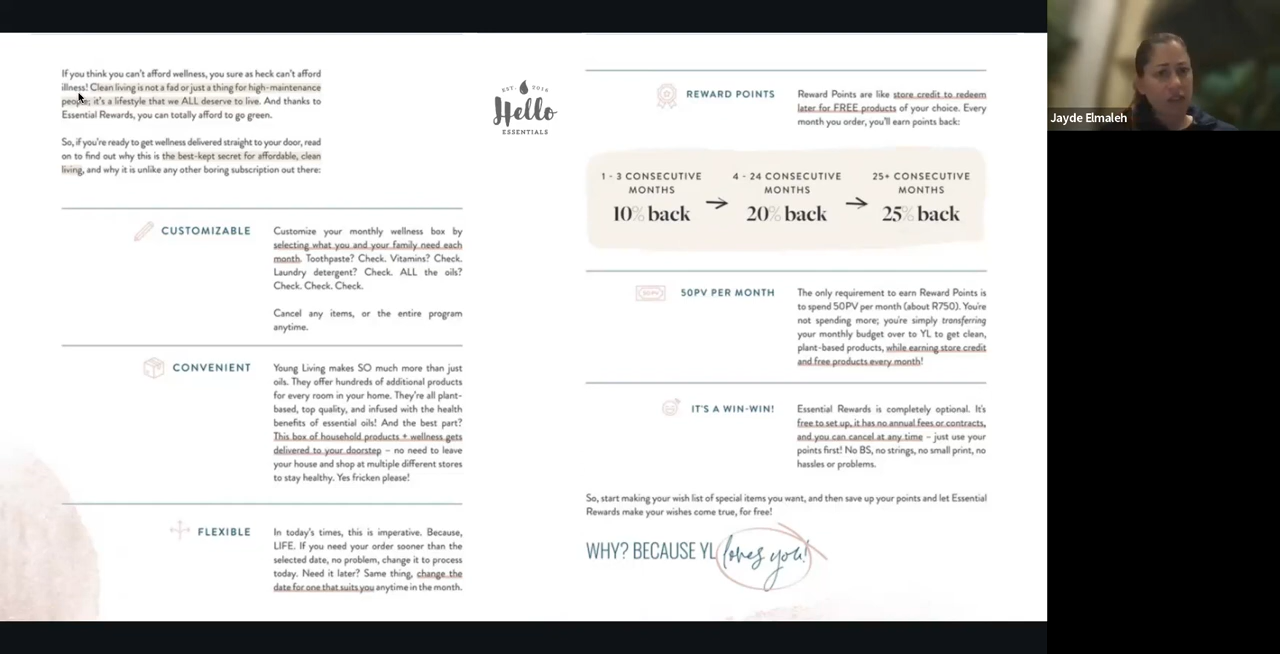 If you think you can't afford wellness, you sure as heck can't afford
illness! Clean living is not a fad or just a thing for high-maintenance
people; it's a lifestyle that we ALL deserve to live. And thanks to
Essential Rewards, you can totally afford to go green.
So, if you're ready to get wellness delivered straight to your door, read
on to find out why this is the best-kept secret for affordable, clean
living, and why it is unlike any other boring subscription out there:
CUSTOMIZABLE
Customize your monthly wellness box by
selecting what you and your family need each
month. Toothpaste? Check. Vitamins? Check.
Laundry detergent? Check. ALL the oils?
Check. Check. Check.
Cancel any items, or the entire program
anytime.
CONVENIENT
Young Living makes SO much more than just
oils. They offer hundreds of additional products
for every room in your home. They're all plant-
based, top quality, and infused with the health
benefits of essential oils! And the best part?
This box of household products + wellness gets
delivered to your doorstep – no need to leave
your house and shop at multiple different stores
to stay healthy. Yes fricken please!
FLEXIBLE
In today's times, this is imperative. Because,
LIFE. If you need your order sooner than the
selected date, no problem, change it to process
today. Need it later? Same thing, change the
date for one that suits you anytime in the month.
EST. 2016
Hello
ESSENTIALS
REWARD POINTS
Reward Points are like store credit to redeem
later for FREE products of your choice. Every
month you order, you'll earn points back:
1 - 3 CONSECUTIVE
MONTHS
10% back
4 - 24 CONSECUTIVE
MONTHS
20% back
25+ CONSECUTIVE
MONTHS
25% back
50PV
50PV PER MONTH
The only requirement to earn Reward Points is
to spend 50PV per month (about R750). You're
not spending more; you're simply transferring
your monthly budget over to YL to get clean,
plant-based products, while earning store credit
and free products every month!
IT'S A WIN-WIN!
Essential Rewards is completely optional. It's
free to set up, it has no annual fees or contracts,
and you can cancel at any time – just use your
points first! No BS, no strings, no small print, no
hassles or problems.
So, start making your wish list of special items you want, and then save up your points and let Essential
Rewards make your wishes come true, for free!
WHY? BECAUSE YL loves you!
Jayde Elmaleh